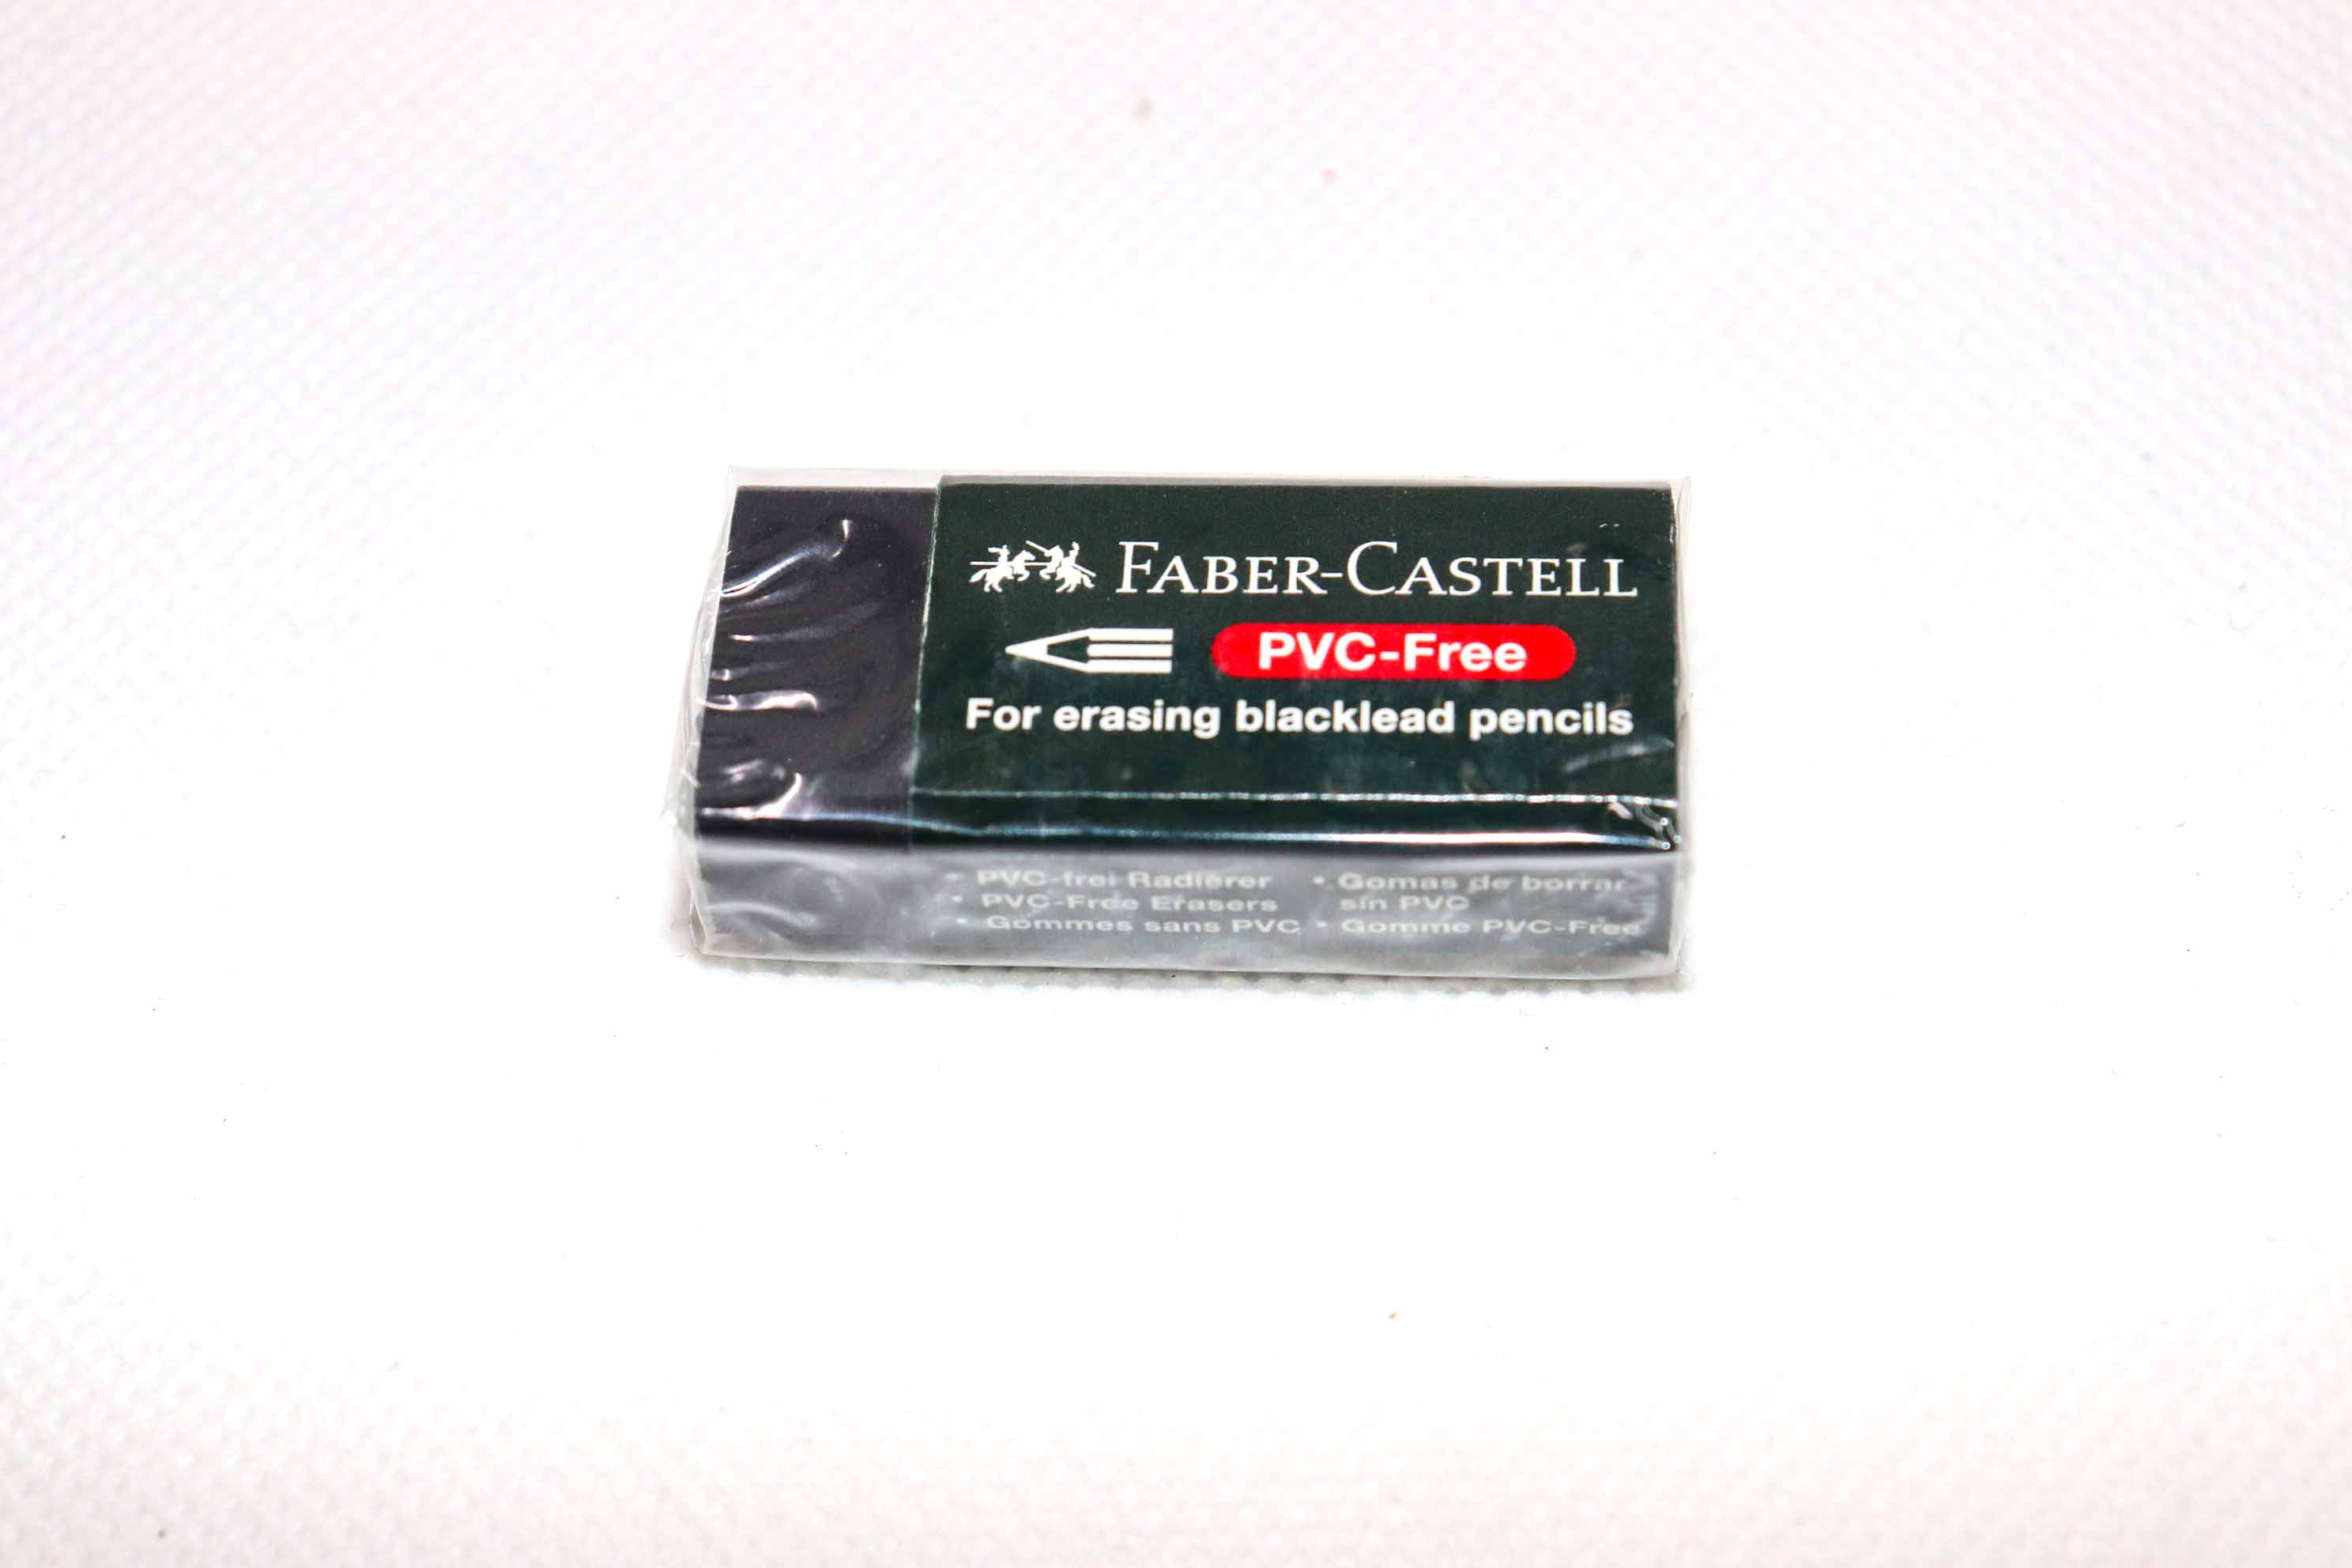 FABER-CASTELL
PVC-Free
For erasing blacklead pencils
• PVC-frei Radierer
• PVC-Free Erasers
• Gommes sans PVC
• Gomas de borrar
sin PVC
• Gomme PVC-Free